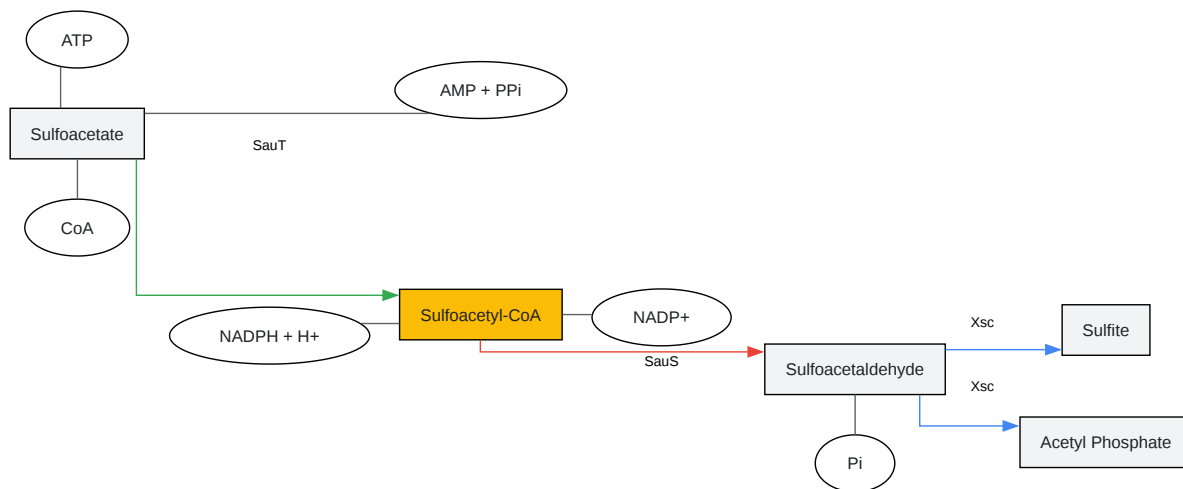 ATP
AMP + PPi
Sulfoacetate
SauT
CoA
Sulfoacetyl-CoA
NADP+
NADPH + H+
Xsc
Sulfite
SauS
Sulfoacetaldehyde
Xsc
Acetyl Phosphate
Pi